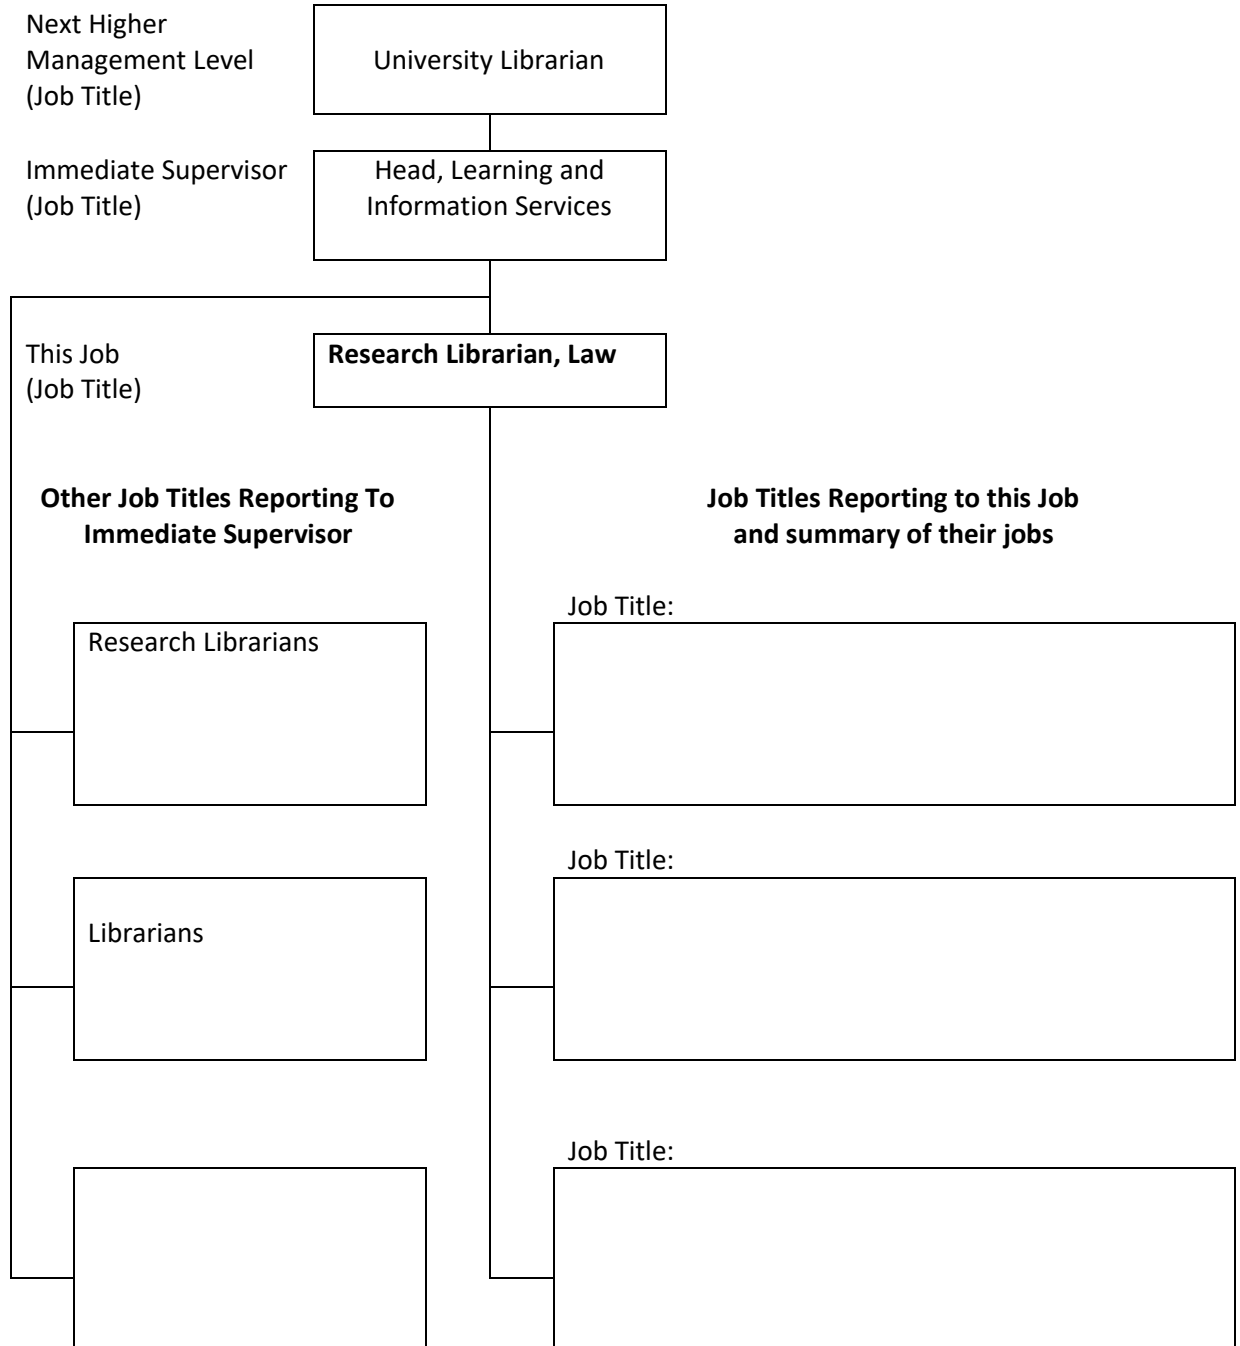 Next Higher
Management Level
(Job Title)
University Librarian
Immediate Supervisor
(Job Title)
Head, Learning and
Information Services
This Job
(Job Title)
Research Librarian, Law
Other Job Titles Reporting To
Immediate Supervisor
Job Titles Reporting to this Job
and summary of their jobs
Research Librarians
Job Title:
Librarians
Job Title:
Job Title: